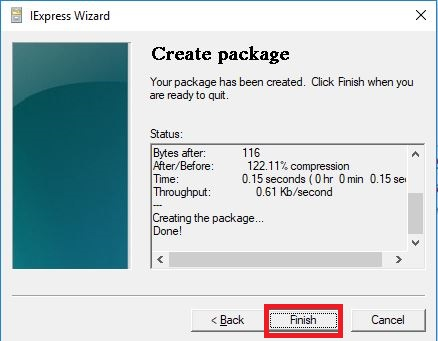 IExpress Wizard
Create package
Your package has been created. Click Finish when you
are ready to quit.
Status:
Bytes after: 116
After/Before: 122.11% compression
Time: 0.15 seconds ( 0 hr 0 min 0.15 sec
Throughput: 0.61 Kb/second
---
Creating the package...
Done!
< Back Finish Cancel